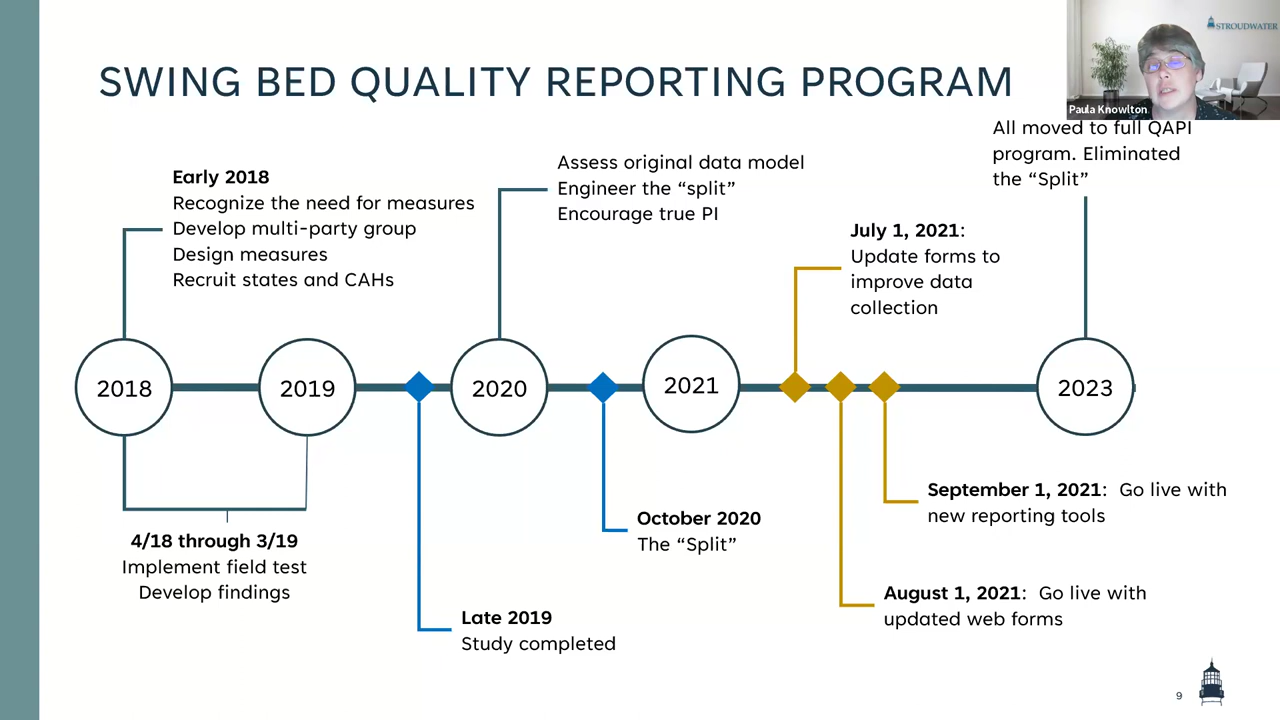 STROUDWATER
Paula Knowlton
SWING BED QUALITY REPORTING PROGRAM
All moved to full QAPI
program. Eliminated
the “Split”
Early 2018
Recognize the need for measures
Develop multi-party group
Design measures
Recruit states and CAHs
Assess original data model
Engineer the “split”
Encourage true PI
July 1, 2021:
Update forms to
improve data
collection
2018
2019
2020
2021
2023
4/18 through 3/19
Implement field test
Develop findings
Late 2019
Study completed
October 2020
The “Split”
September 1, 2021: Go live with
new reporting tools
August 1, 2021: Go live with
updated web forms
9